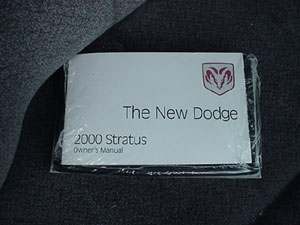 The New Dodge
2000 Stratus
Owner's Manual